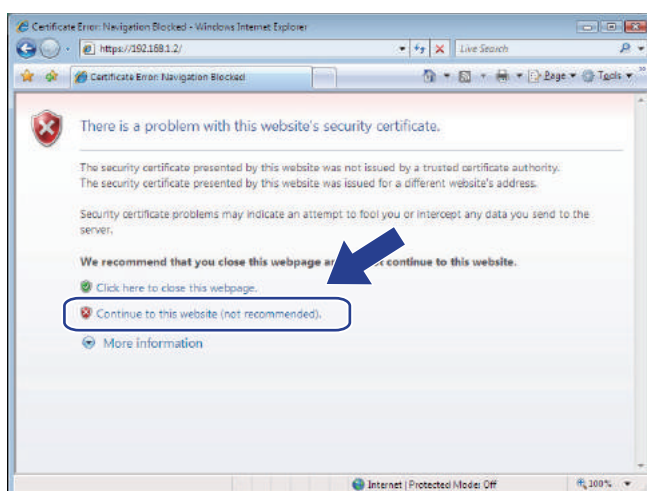 Certificate Error: Navigation Blocked - Windows Internet Explorer
https://192.168.1.2/
Live Search
Certificate Error: Navigation Blocked
Page
Tools
There is a problem with this website's security certificate.
The security certificate presented by this website was not issued by a trusted certificate authority.
The security certificate presented by this website was issued for a different website's address.
Security certificate problems may indicate an attempt to fool you or intercept any data you send to the
server.
We recommend that you close this webpage continue to this website.
Click here to close this webpage.
Continue to this website (not recommended).
More information
Internet | Protected Mode: Off
100%